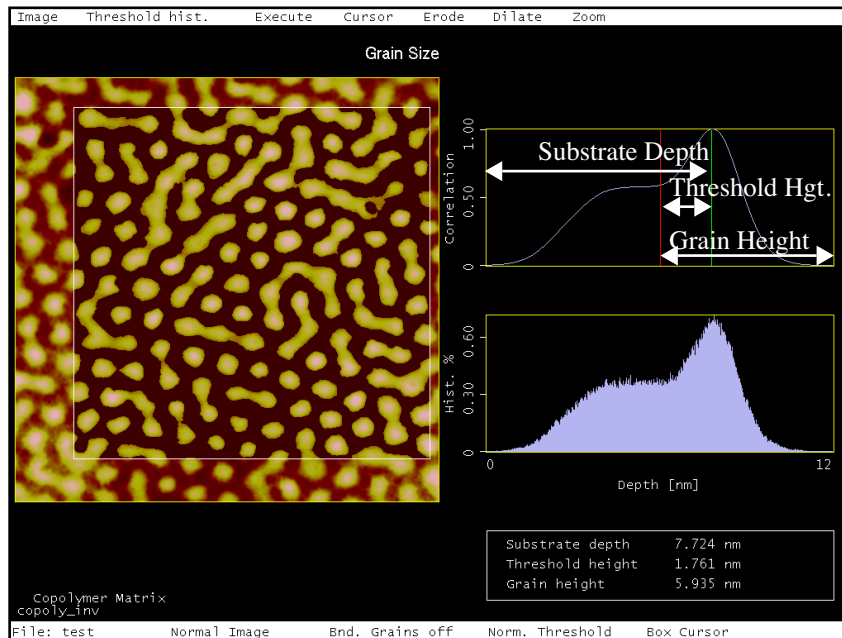 Image Threshold hist. Execute Cursor Erode Dilate Zoom
Grain Size
Correlation
1.00
0.50
0
Substrate Depth
Threshold Hgt.
Grain Height
Hist. %
0.60
0.30
0
0 12
Depth [nm]
Substrate depth 7.724 nm
Threshold height 1.761 nm
Grain height 5.935 nm
Copolymer Matrix
copoly_inv
File: test Normal Image Bnd. Grains off Norm. Threshold Box Cursor